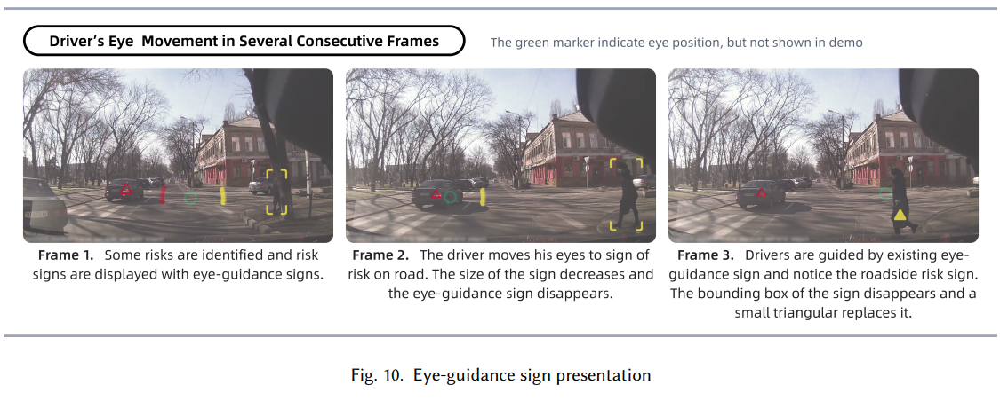 Driver's Eye Movement in Several Consecutive Frames
The green marker indicate eye position, but not shown in demo
Frame 1. Some risks are identified and risk
signs are displayed with eye-guidance signs.
Frame 2. The driver moves his eyes to sign of
risk on road. The size of the sign decreases and
the eye-guidance sign disappears.
Frame 3. Drivers are guided by existing eye-
guidance sign and notice the roadside risk sign.
The bounding box of the sign disappears and a
small triangular replaces it.
Fig. 10. Eye-guidance sign presentation